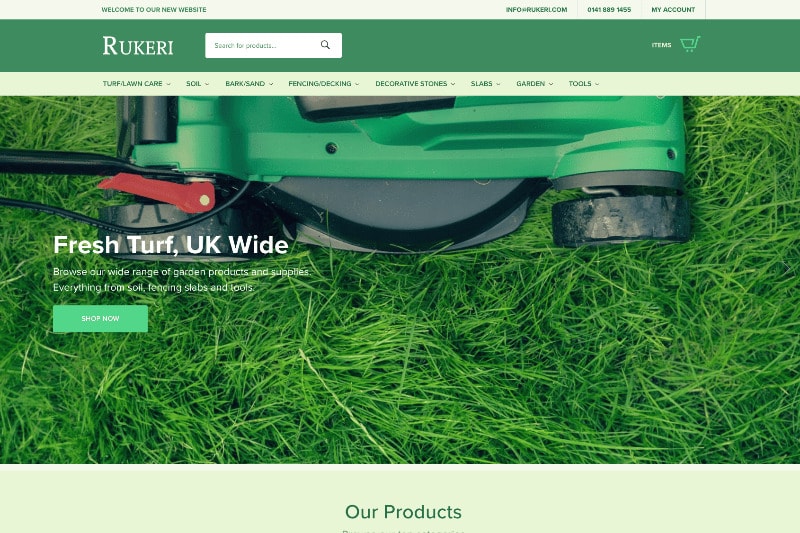 WELCOME TO OUR NEW WEBSITE
INFO@RUKERI.COM
0141 889 1455
MY ACCOUNT
RUKERI
Search for products...
ITEMS
TURF/LAWN CARE
SOIL
BARK/SAND
FENCING/DECKING
DECORATIVE STONES
SLABS
GARDEN
TOOLS
Fresh Turf, UK Wide
Browse our wide range of garden products and supplies.
Everything from soil, fencing slabs and tools.
SHOP NOW
Our Products